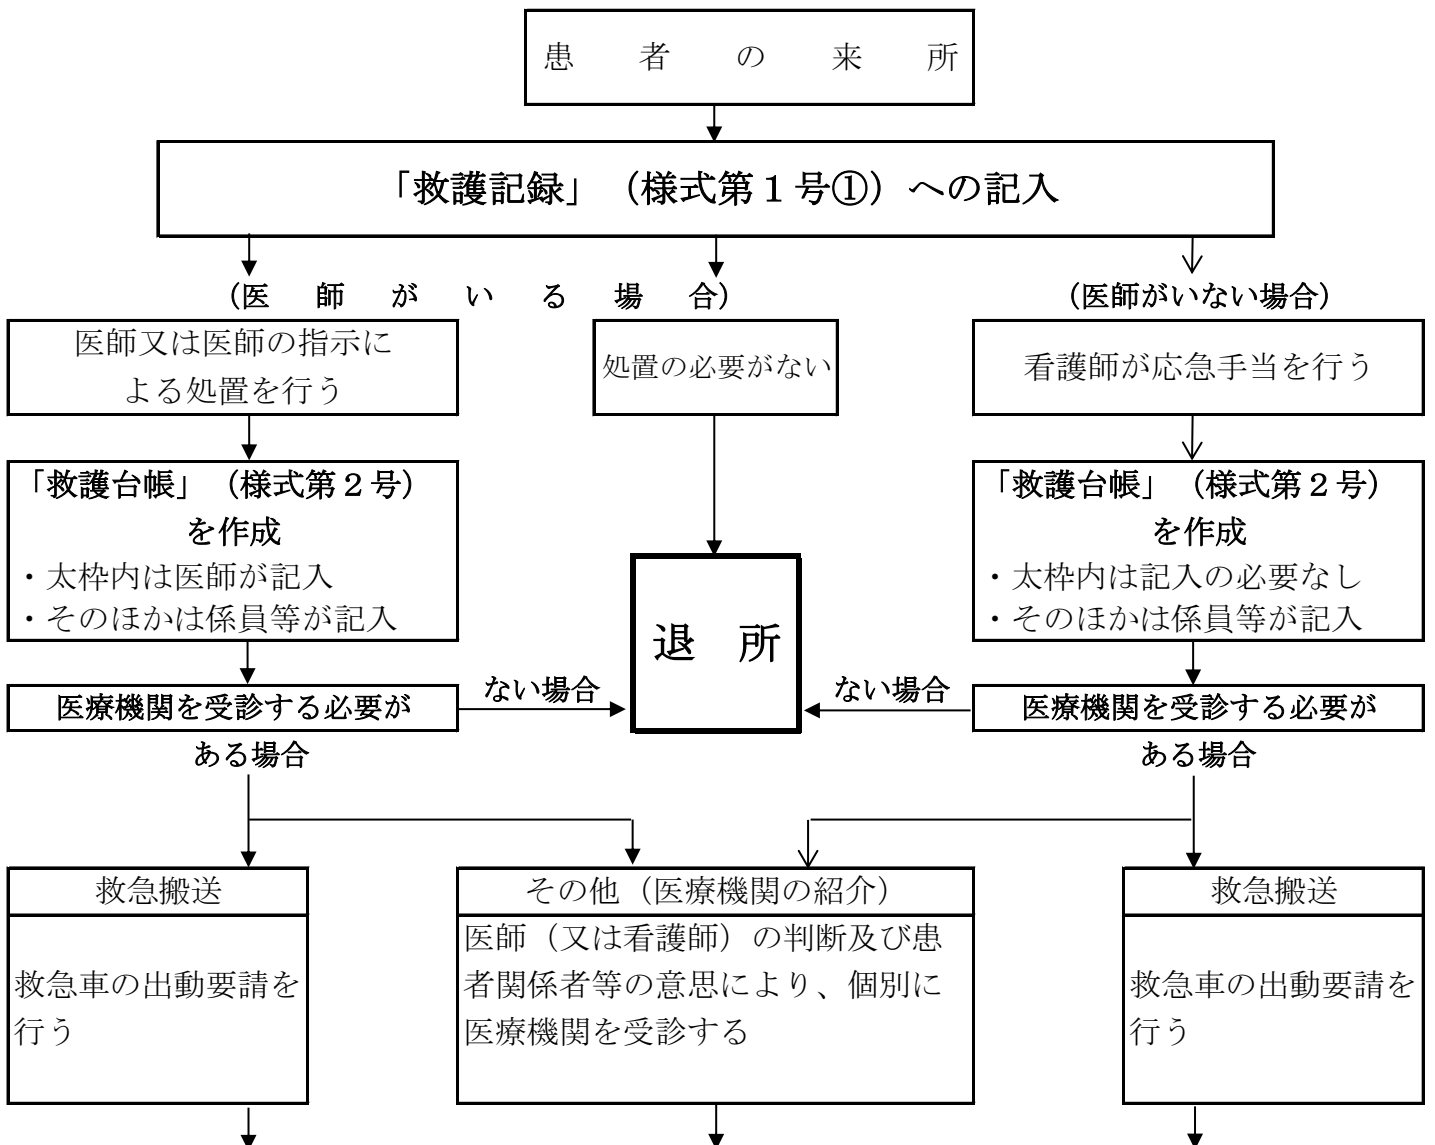 患者の来所
「救護記録」（様式第１号①）への記入
（医師がいる場合）
（医師がいない場合）
医師又は医師の指示に
よる処置を行う
処置の必要がない
看護師が応急手当を行う
「救護台帳」（様式第２号）
を作成
・太枠内は医師が記入
・そのほかは係員等が記入
「救護台帳」（様式第２号）
を作成
・太枠内は記入の必要なし
・そのほかは係員等が記入
退所
医療機関を受診する必要が
ない場合
ない場合
医療機関を受診する必要が
ある場合
ある場合
救急搬送
救急車の出動要請を
行う
その他（医療機関の紹介）
医師（又は看護師）の判断及び患
者関係者等の意思により、個別に
医療機関を受診する
救急搬送
救急車の出動要請を
行う